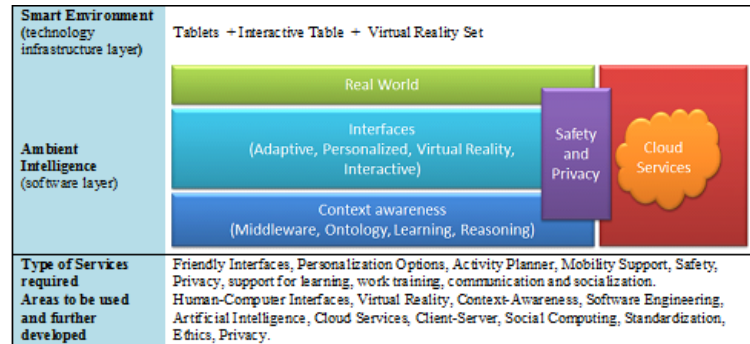 Smart Environment
(technology
infrastructure layer)
Tablets + Interactive Table + Virtual Reality Set
Ambient
Intelligence
(software layer)
Real World
Interfaces
(Adaptive, Personalized, Virtual Reality,
Interactive)
Context awareness
(Middleware, Ontology, Learning, Reasoning)
Safety
and
Privacy
Cloud
Services
Type of Services
required
Friendly Interfaces, Personalization Options, Activity Planner, Mobility Support, Safety,
Privacy, support for learning, work training, communication and socialization.
Areas to be used
and further
developed
Human-Computer Interfaces, Virtual Reality, Context-Awareness, Software Engineering,
Artificial Intelligence, Cloud Services, Client-Server, Social Computing, Standardization,
Ethics, Privacy.